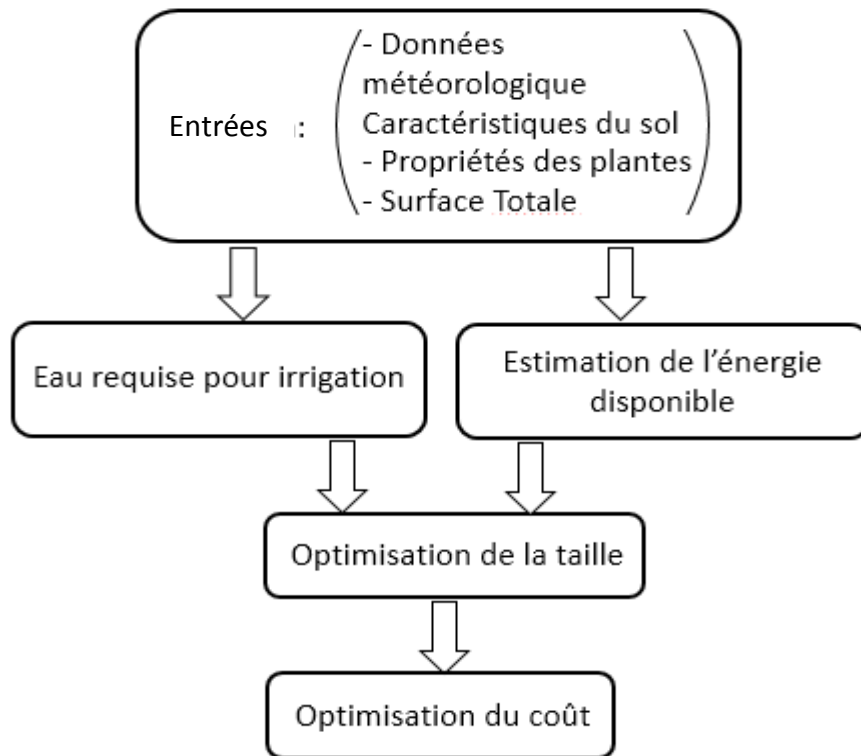 - Données
météorologique
Entrées :
Caractéristiques du sol
- Propriétés des plantes
- Surface Totale
Eau requise pour irrigation
Estimation de l’énergie
disponible
Optimisation de la taille
Optimisation du coût